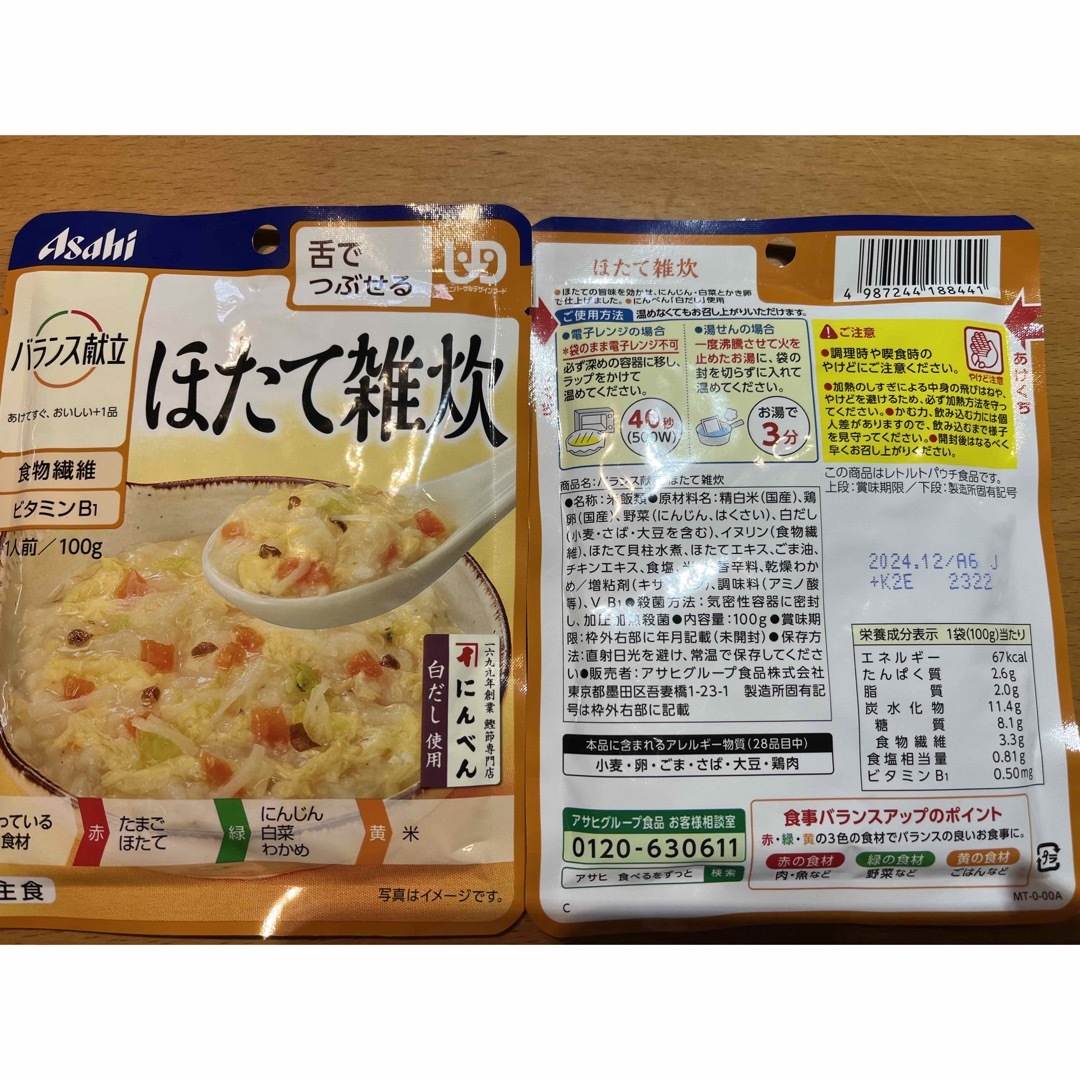 Asahi
舌で
つぶせる
ユニバーサルデザインフード
バランス献立
あけてすぐ、おいしい+1品
ほたて雑炊
食物繊維
ビタミンB1
1人前/100g
一六九九年創業 鰹節専門店
にんべん
白だし使用
っている
食材
赤
たまご
ほたて
緑
にんじん
白菜
わかめ
黄
米
主食
写真はイメージです。
ほたて雑炊
4 987244 188441
●ほたての旨味を効かせ、にんじん・白菜とかき卵
で仕上げました。●にんべん「白だし」使用
ご使用方法 温めなくてもお召し上がりいただけます。
●電子レンジの場合
*袋のまま電子レンジ不可
必ず深めの容器に移し、
ラップをかけて
温めてください。
40秒
(500W)
●湯せんの場合
一度沸騰させて火を
止めたお湯に、袋の
封を切らずに入れて
温めてください。
お湯で
3分
ご注意
●調理時や喫食時の
やけどにご注意ください。
やけど注意
●加熱のしすぎによる中身の飛びはねや、
やけどを避けるため、必ず加熱方法を守っ
てください。●かむ力、飲み込む力には個
人差がありますので、飲み込むまで様子
を見守ってください。●開封後はなるべく
早くお召し上がりください。
あけくち
この商品はレトルトパウチ食品です。
上段:賞味期限/下段:製造所固有記号
商品名:バランス献立 ほたて雑炊
●名称:米飯類●原材料名:精白米(国産)、鶏
卵(国産)、野菜(にんじん、はくさい)、白だし
(小麦・さば・大豆を含む)、イヌリン(食物繊
維)、ほたて貝柱水煮、ほたてエキス、ごま油、
チキンエキス、食塩、香辛料、乾燥わか
め/増粘剤(キサ、調味料(アミノ酸
等)、V.B1●殺菌方法:気密性容器に密封
し、加圧加熱殺菌●内容量:100g●賞味期
限:枠外右部に年月記載(未開封)●保存方
法:直射日光を避け、常温で保存してください
●販売者:アサヒグループ食品株式会社
東京都墨田区吾妻橋1-23-1 製造所固有記
号は枠外右部に記載
2024.12/A6 J
+K2E 2322
本品に含まれるアレルギー物質(28品目中)
小麦・卵・ごま・さば・大豆・鶏肉
栄養成分表示 1袋(100g)当たり
エネルギー 67kcal
たんぱく質 2.6g
脂質 2.0g
炭水化物 11.4g
糖質 8.1g
食物繊維 3.3g
食塩相当量 0.81g
ビタミンB1 0.50mg
アサヒグループ食品 お客様相談室
0120-630611
アサヒ 食べるをずっと 検索
食事バランスアップのポイント
赤・緑・黄の3色の食材でバランスの良いお食事に。
赤の食材
肉・魚など
緑の食材
野菜など
黄の食材
ごはんなど
プラ
C
MT-0-00A